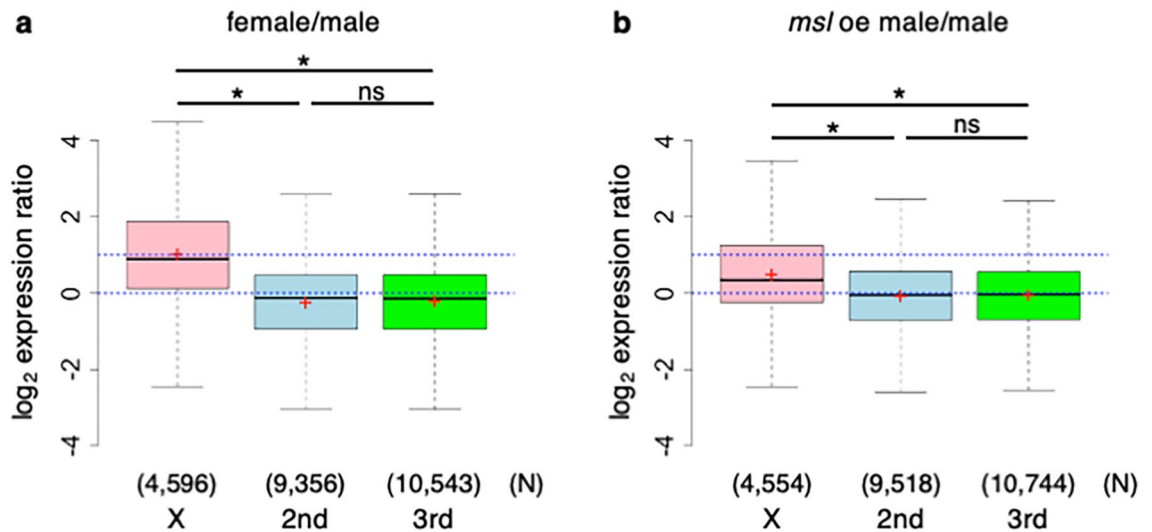 a
female/male
*
*
ns
log₂ expression ratio
4
2
0
-2
-4
(4,596) (9,356) (10,543) (N)
X 2nd 3rd
b
msl oe male/male
*
*
ns
log₂ expression ratio
4
2
0
-2
-4
(4,554) (9,518) (10,744) (N)
X 2nd 3rd